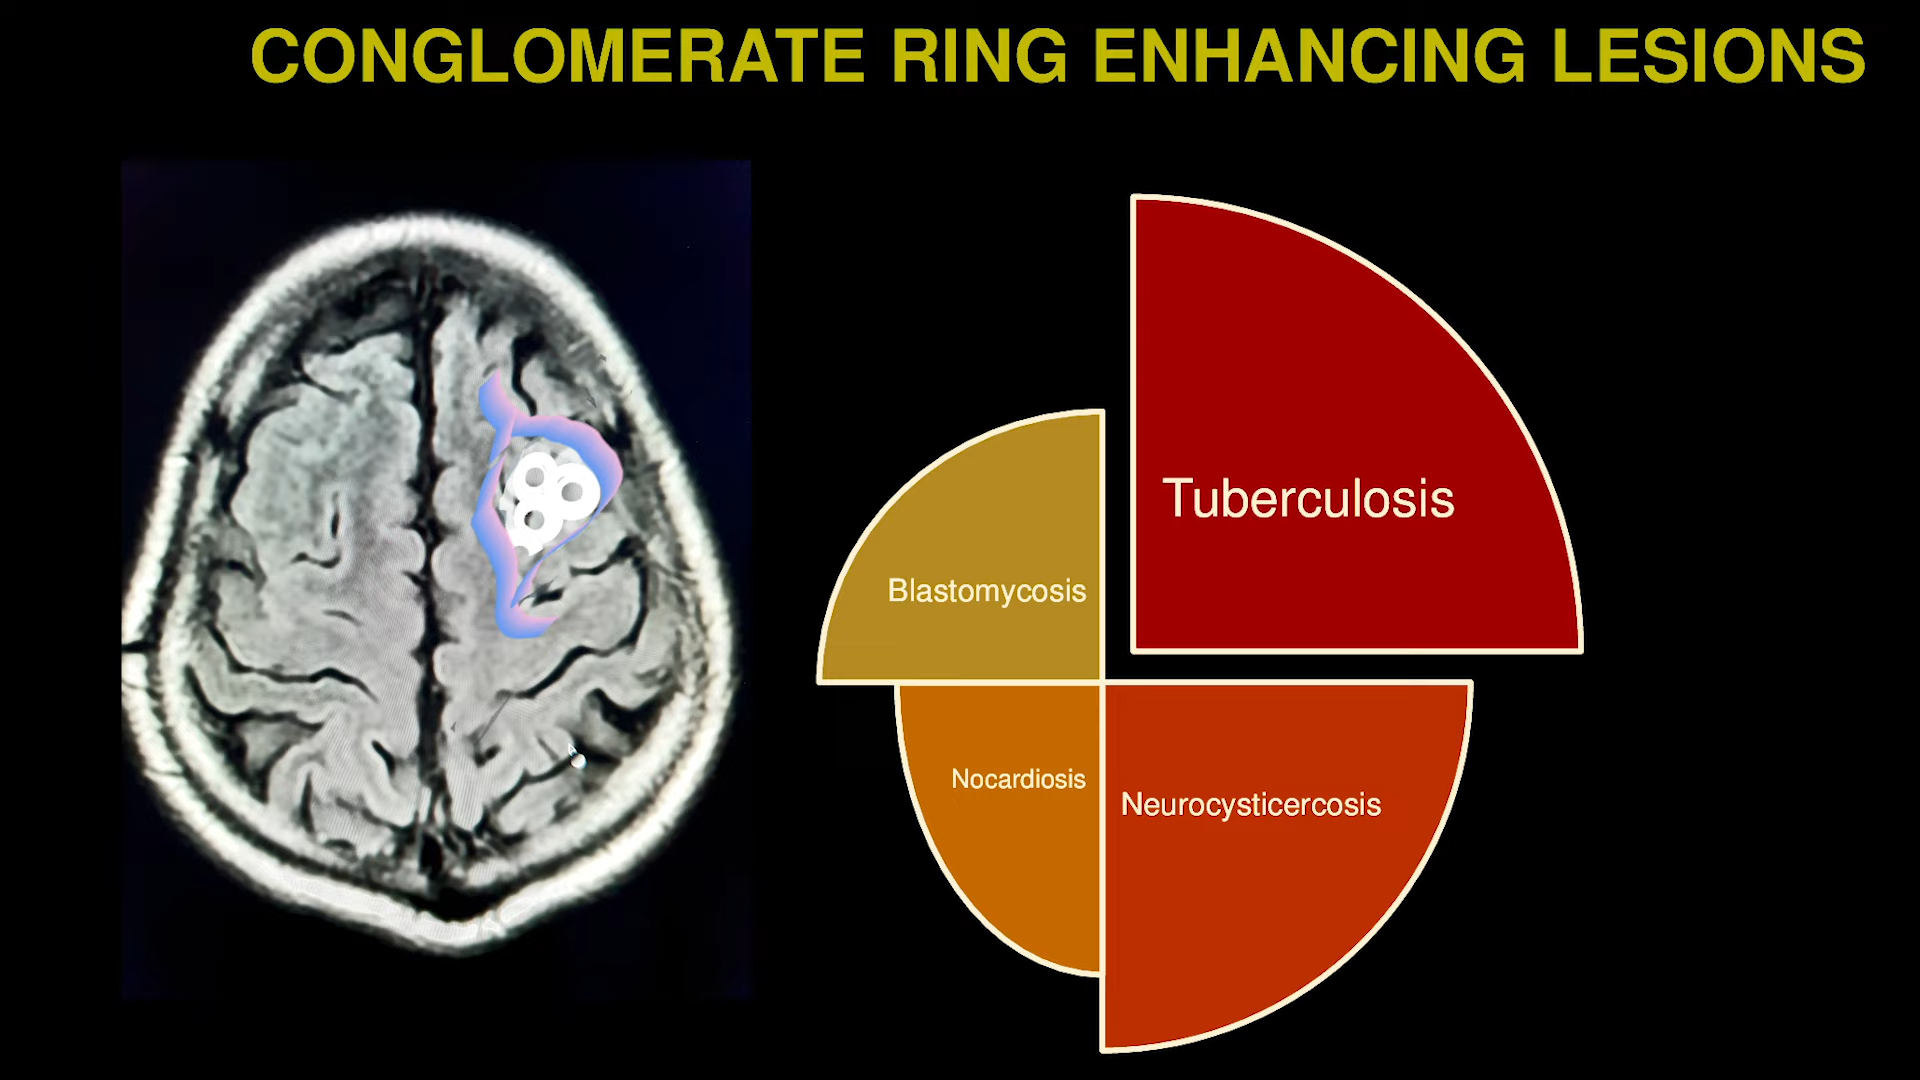 CONGLOMERATE RING ENHANCING LESIONS
Tuberculosis
Blastomycosis
Nocardiosis
Neurocysticercosis